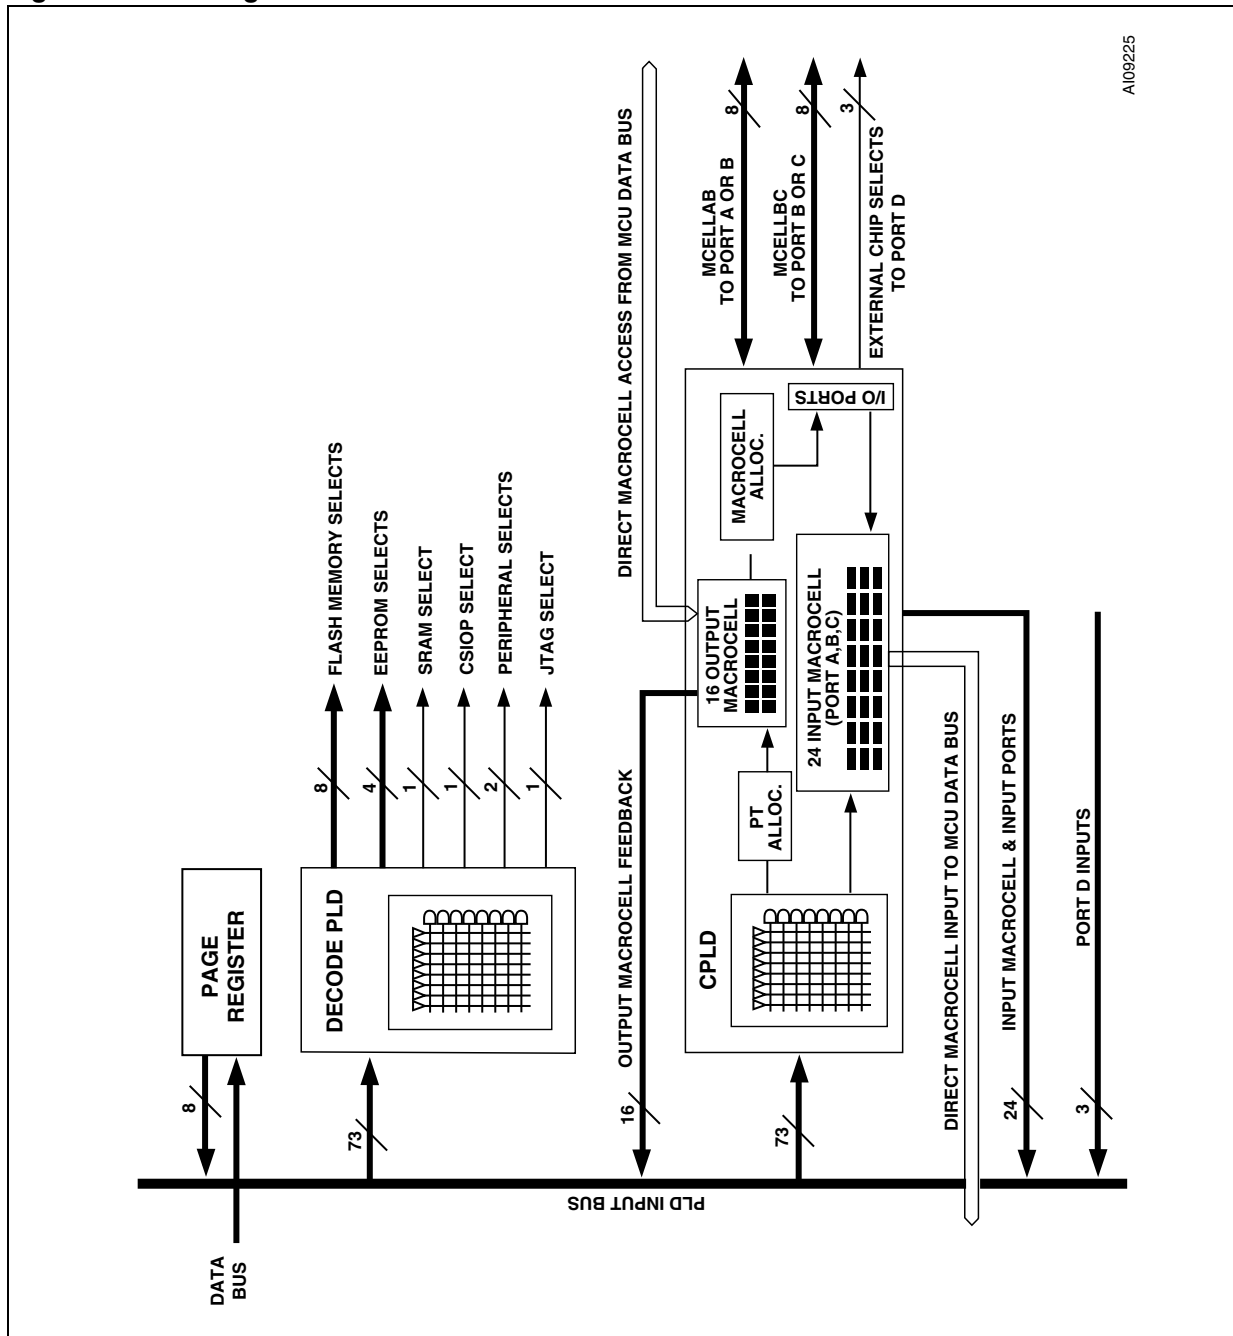 DATA
BUS
8
PAGE
REGISTER
73
DECODE PLD
8
FLASH MEMORY SELECTS
4
EEPROM SELECTS
1
SRAM SELECT
1
CSIOP SELECT
2
PERIPHERAL SELECTS
1
JTAG SELECT
PLD INPUT BUS
16
OUTPUT MACROCELL FEEDBACK
DIRECT MACROCELL ACCESS FROM MCU DATA BUS
73
CPLD
PT
ALLOC.
16 OUTPUT
MACROCELL
MACROCELL
ALLOC.
I/O PORTS
24 INPUT MACROCELL
(PORT A,B,C)
MCELLAB
TO PORT A OR B
8
MCELLBC
TO PORT B OR C
8
EXTERNAL CHIP SELECTS
TO PORT D
3
DIRECT MACROCELL INPUT TO MCU DATA BUS
24
INPUT MACROCELL & INPUT PORTS
3
PORT D INPUTS
AI09225